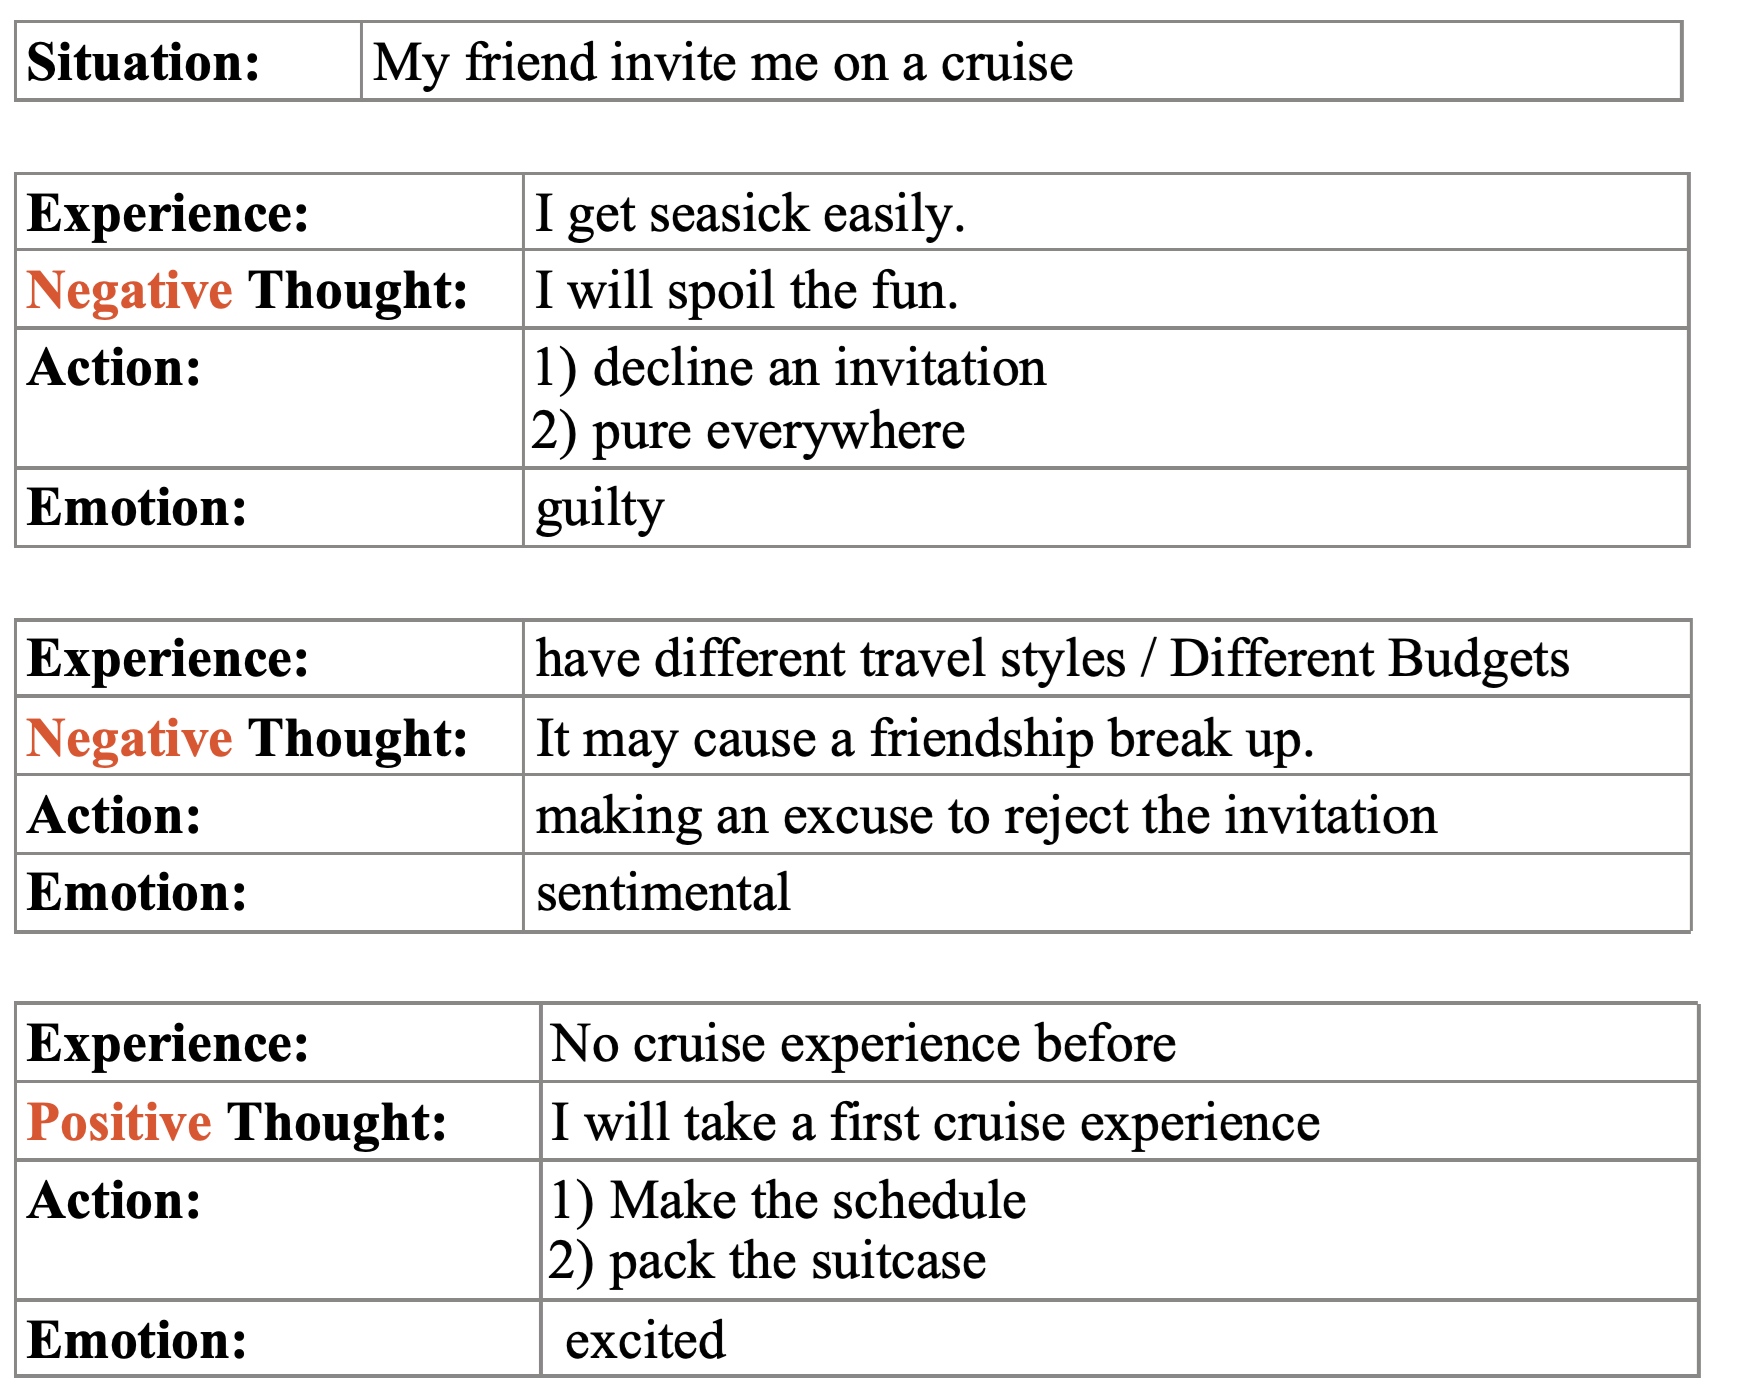 Situation: My friend invite me on a cruise
Experience: I get seasick easily.
Negative Thought: I will spoil the fun.
Action: 1) decline an invitation
2) pure everywhere
Emotion: guilty
Experience: have different travel styles / Different Budgets
Negative Thought: It may cause a friendship break up.
Action: making an excuse to reject the invitation
Emotion: sentimental
Experience: No cruise experience before
Positive Thought: I will take a first cruise experience
Action: 1) Make the schedule
2) pack the suitcase
Emotion: excited